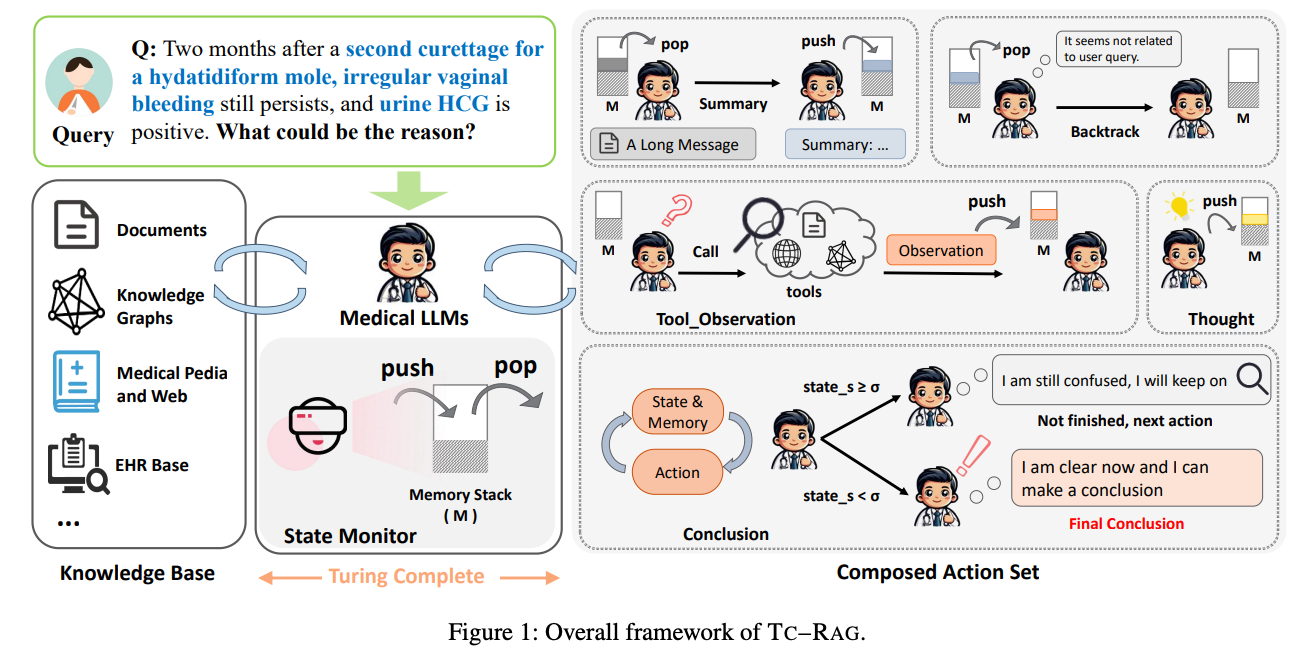 Q: Two months after a second curettage for
a hydatidiform mole, irregular vaginal
bleeding still persists, and urine HCG is
positive. What could be the reason?
Query
Documents
Knowledge
Graphs
Medical Pedia
and Web
EHR Base
...
Knowledge Base
Medical LLMs
push
pop
Memory Stack
( M )
State Monitor
Turing Complete
pop
M
Summary
push
M
A Long Message
Summary: ...
pop
It seems not related
to user query.
M
Backtrack
M
M
Call
tools
Observation
push
M
Tool_Observation
push
M
Thought
State &
Memory
Action
state_s ≥ σ
I am still confused, I will keep on
Not finished, next action
state_s < σ
I am clear now and I can
make a conclusion
Final Conclusion
Conclusion
Composed Action Set
Figure 1: Overall framework of TC–RAG.